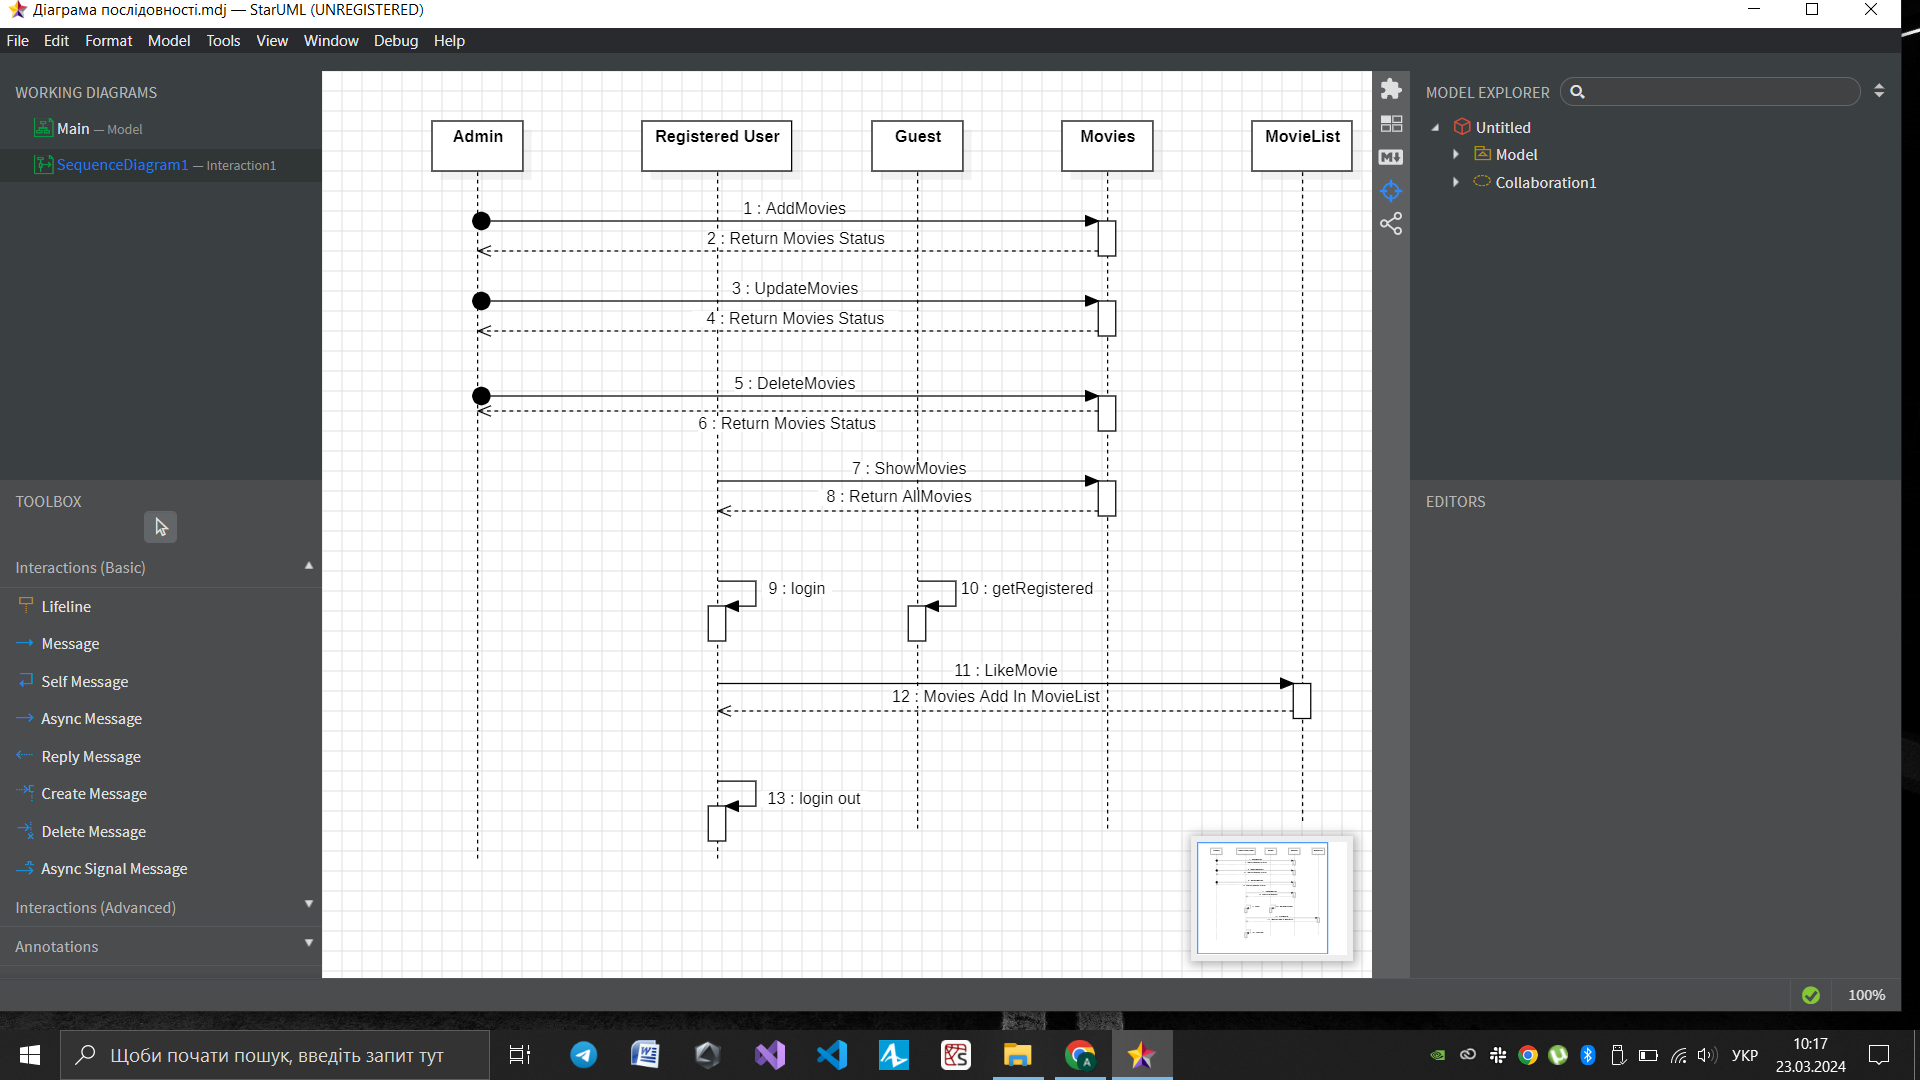 Діаграма послідовності.mdj — StarUML (UNREGISTERED)
File Edit Format Model Tools View Window Debug Help
WORKING DIAGRAMS
Main — Model
SequenceDiagram1 — Interaction1
TOOLBOX
Interactions (Basic)
Lifeline
Message
Self Message
Async Message
Reply Message
Create Message
Delete Message
Async Signal Message
Interactions (Advanced)
Annotations
Admin
Registered User
Guest
Movies
MovieList
1 : AddMovies
2 : Return Movies Status
3 : UpdateMovies
4 : Return Movies Status
5 : DeleteMovies
6 : Return Movies Status
7 : ShowMovies
8 : Return AllMovies
9 : login
10 : getRegistered
11 : LikeMovie
12 : Movies Add In MovieList
13 : login out
MODEL EXPLORER
Untitled
Model
Collaboration1
EDITORS
100%
Щоби почати пошук, введіть запит тут
УКР
10:17
23.03.2024